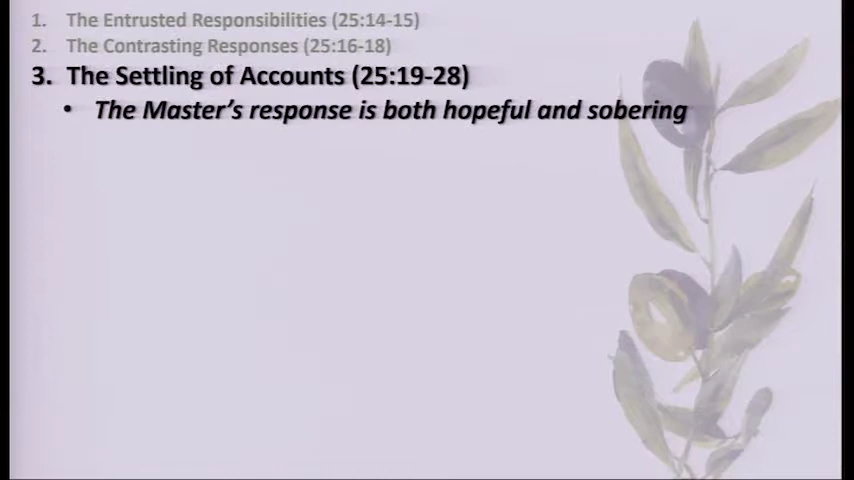 1. The Entrusted Responsibilities (25:14-15)
2. The Contrasting Responses (25:16-18)
3. The Settling of Accounts (25:19-28)
• The Master's response is both hopeful and sobering